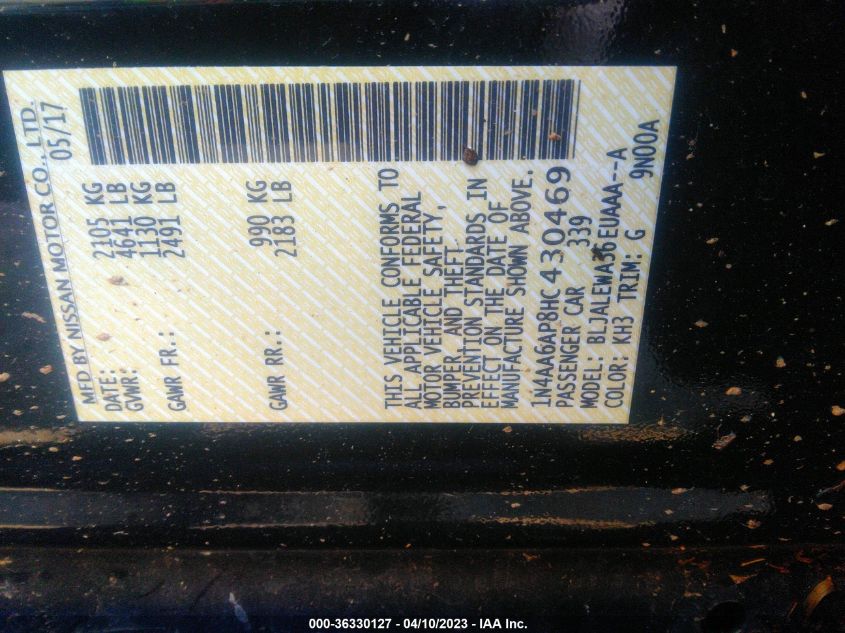 MFD BY NISSAN MOTOR CO., LTD.
DATE: 05/17
GVWR: 2105 KG
4641 LB
GAWR FR.: 1130 KG
2491 LB
GAWR RR.: 990 KG
2183 LB
THIS VEHICLE CONFORMS TO
ALL APPLICABLE FEDERAL
MOTOR VEHICLE SAFETY,
BUMPER, AND THEFT
PREVENTION STANDARDS IN
EFFECT ON THE DATE OF
MANUFACTURE SHOWN ABOVE.
1N4AA6AP8HC430469
PASSENGER CAR 339
MODEL: BLJALEWA36EUAAA--A
COLOR: KH3 TRIM: G 9N00A
000-36330127 - 04/10/2023 - IAA Inc.